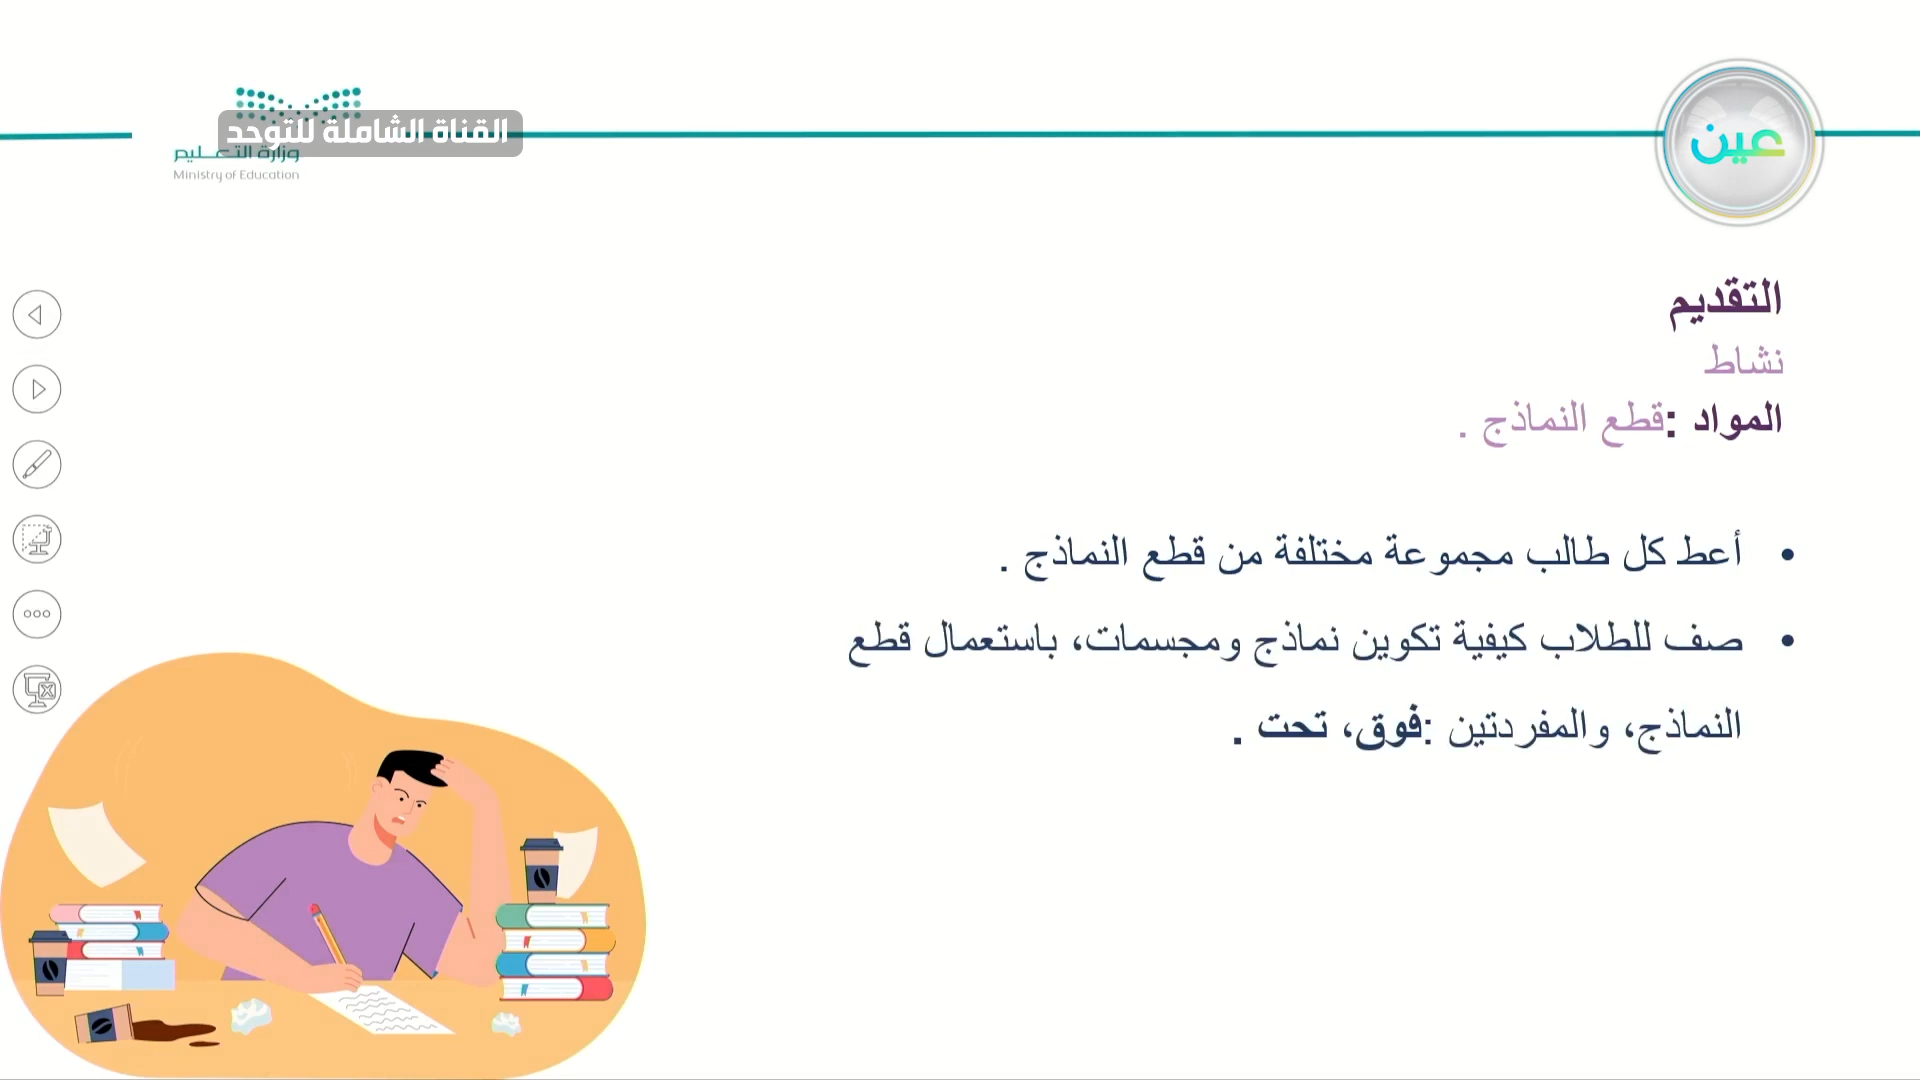 القناة الشاملة للتوحد
وزارة التعـــليم
Ministry of Education
عين
التقديم
نشاط
المواد :قطع النماذج .
• أعط كل طالب مجموعة مختلفة من قطع النماذج .
• صف للطلاب كيفية تكوين نماذج ومجسمات، باستعمال قطع
النماذج، والمفردتين :فوق، تحت .